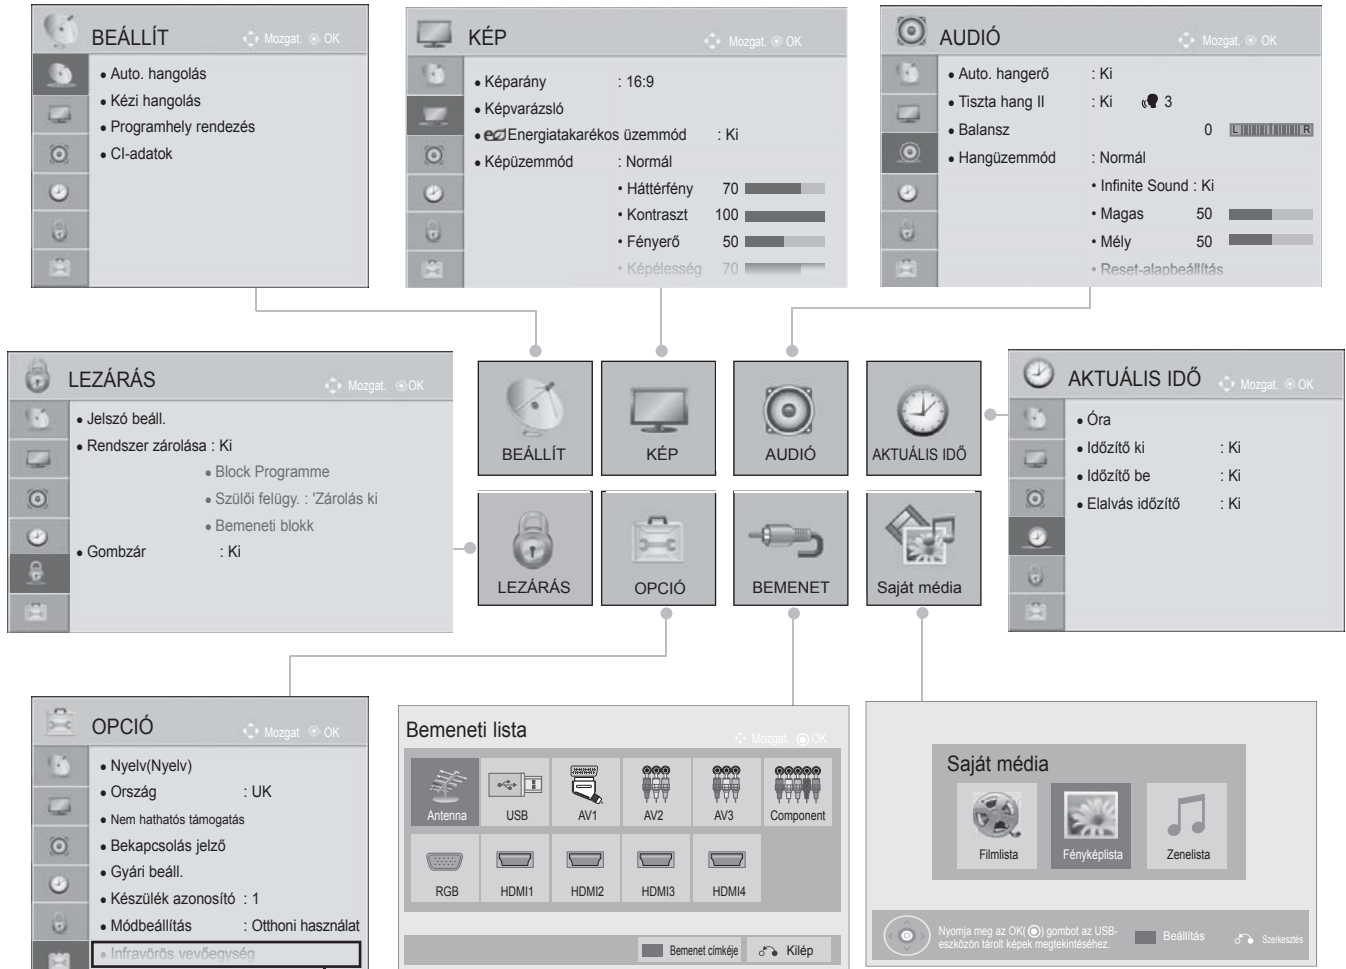 BEÁLLÍT
Mozgat. OK
• Auto. hangolás
• Kézi hangolás
• Programhely rendezés
• CI-adatok
KÉP
Mozgat. OK
• Képarány : 16:9
• Képvarázsló
• Energiatakarékos üzemmód : Ki
• Képüzemmód : Normál
• Háttérfény 70
• Kontraszt 100
• Fényerő 50
• Képélesség 70
AUDIÓ
Mozgat. OK
• Auto. hangerő : Ki
• Tiszta hang II : Ki 3
• Balansz 0 L R
• Hangüzemmód : Normál
• Infinite Sound : Ki
• Magas 50
• Mély 50
• Reset-alapbeállítás
LEZÁRÁS
Mozgat. OK
• Jelszó beáll.
• Rendszer zárolása : Ki
• Block Programme
• Szülői felügy. : 'Zárolás ki
• Bemeneti blokk
• Gombzár : Ki
BEÁLLÍT
KÉP
AUDIÓ
AKTUÁLIS IDŐ
LEZÁRÁS
OPCIÓ
BEMENET
Saját média
AKTUÁLIS IDŐ
Mozgat. OK
• Óra
• Időzítő ki : Ki
• Időzítő be : Ki
• Elalvás időzítő : Ki
OPCIÓ
Mozgat OK
• Nyelv(Nyelv)
• Ország : UK
• Nem hathatós támogatás
• Bekapcsolás jelző
• Gyári beáll.
• Készülék azonosító : 1
• Módbeállítás : Otthoni használat
• Infravörös vevőegység
Bemeneti lista
Mozgat. OK
Antenna
USB
AV1
AV2
AV3
Component
RGB
HDMI1
HDMI2
HDMI3
HDMI4
Bemenet címkéje
Kilép
Saját média
Filmlista
Fényképlista
Zenelista
Nyomja meg az OK( ) gombot az USB-
eszközön tárolt képek megtekintéséhez.
Beállítás
Szerkesztés